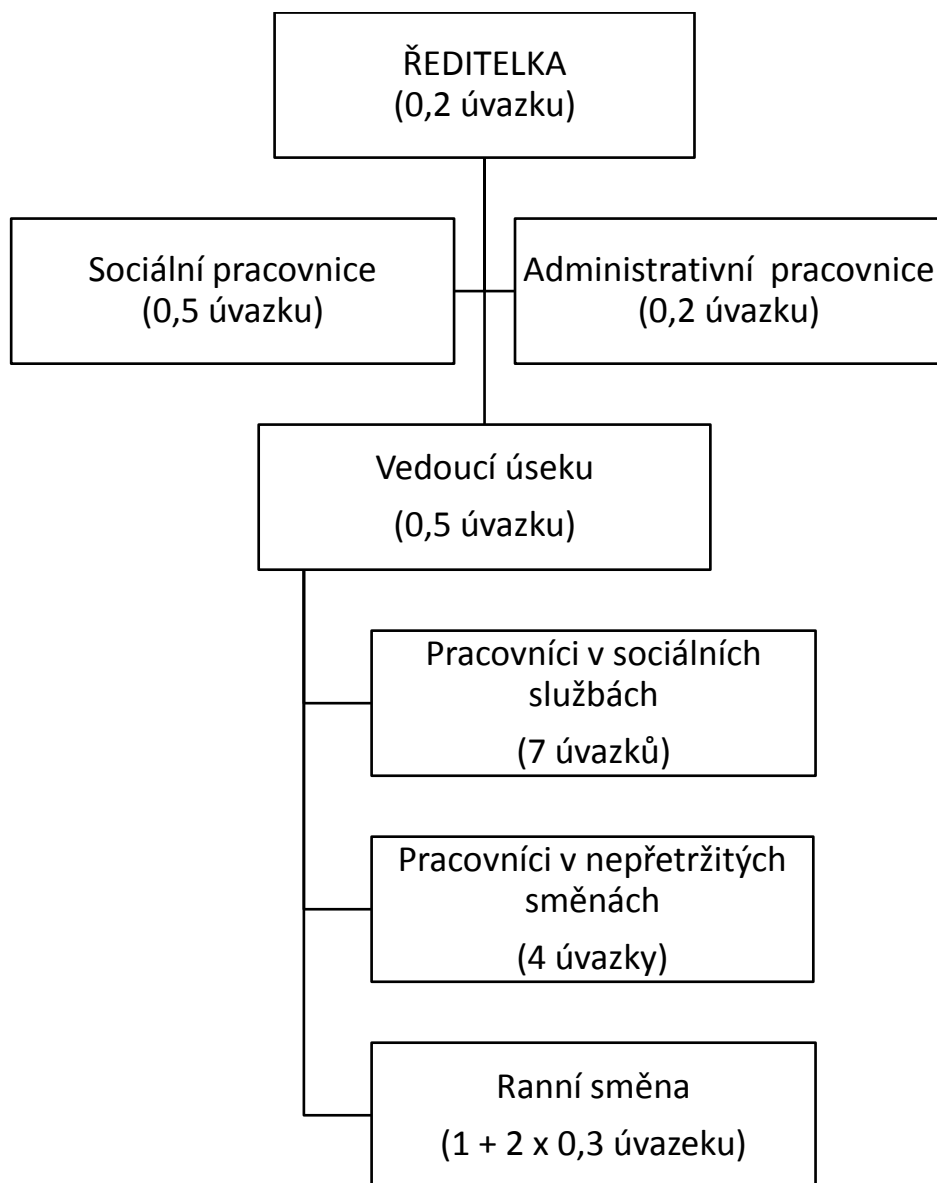 ŘEDITELKA
(0,2 úvazku)
Sociální pracovnice
(0,5 úvazku)
Administrativní pracovnice
(0,2 úvazku)
Vedoucí úseku
(0,5 úvazku)
Pracovníci v sociálních
službách
(7 úvazků)
Pracovníci v nepřetržitých
směnách
(4 úvazky)
Ranní směna
(1 + 2 x 0,3 úvazeku)